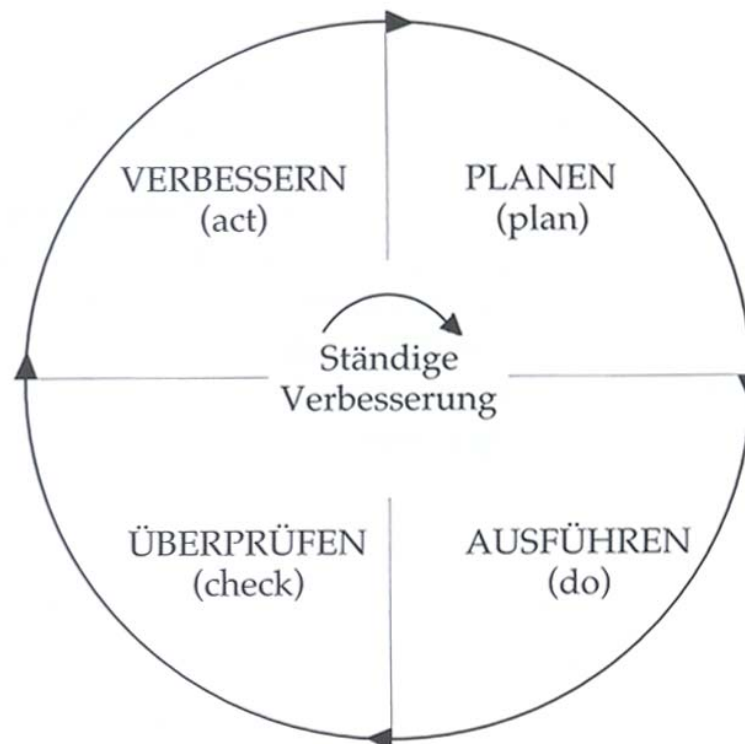 VERBESSERN
(act)
PLANEN
(plan)
Ständige
Verbesserung
ÜBERPRÜFEN
(check)
AUSFÜHREN
(do)